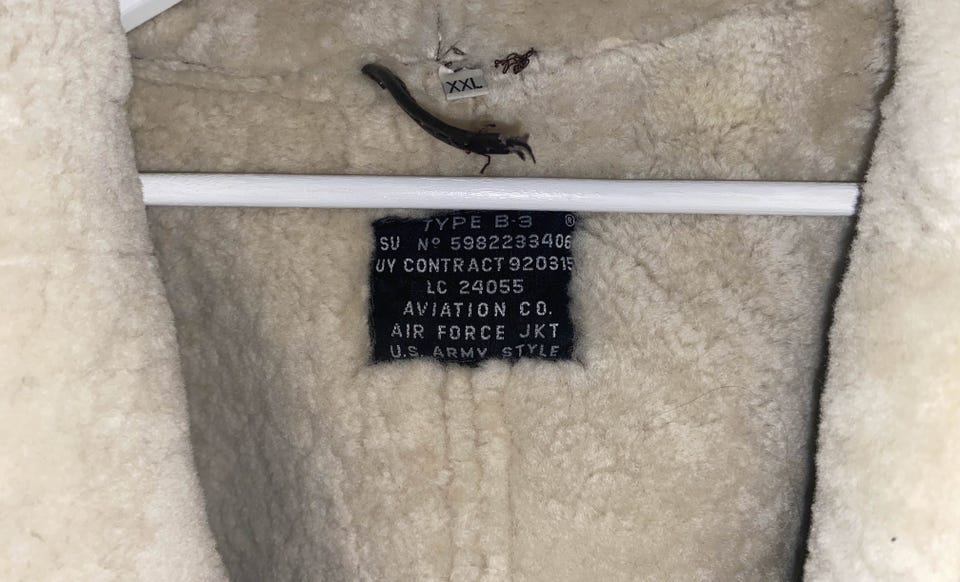 XXL
TYPE B-3 ®
SU Nº 5982233406
UY CONTRACT 920315
LC 24055
AVIATION CO.
AIR FORCE JKT
U.S. ARMY STYLE